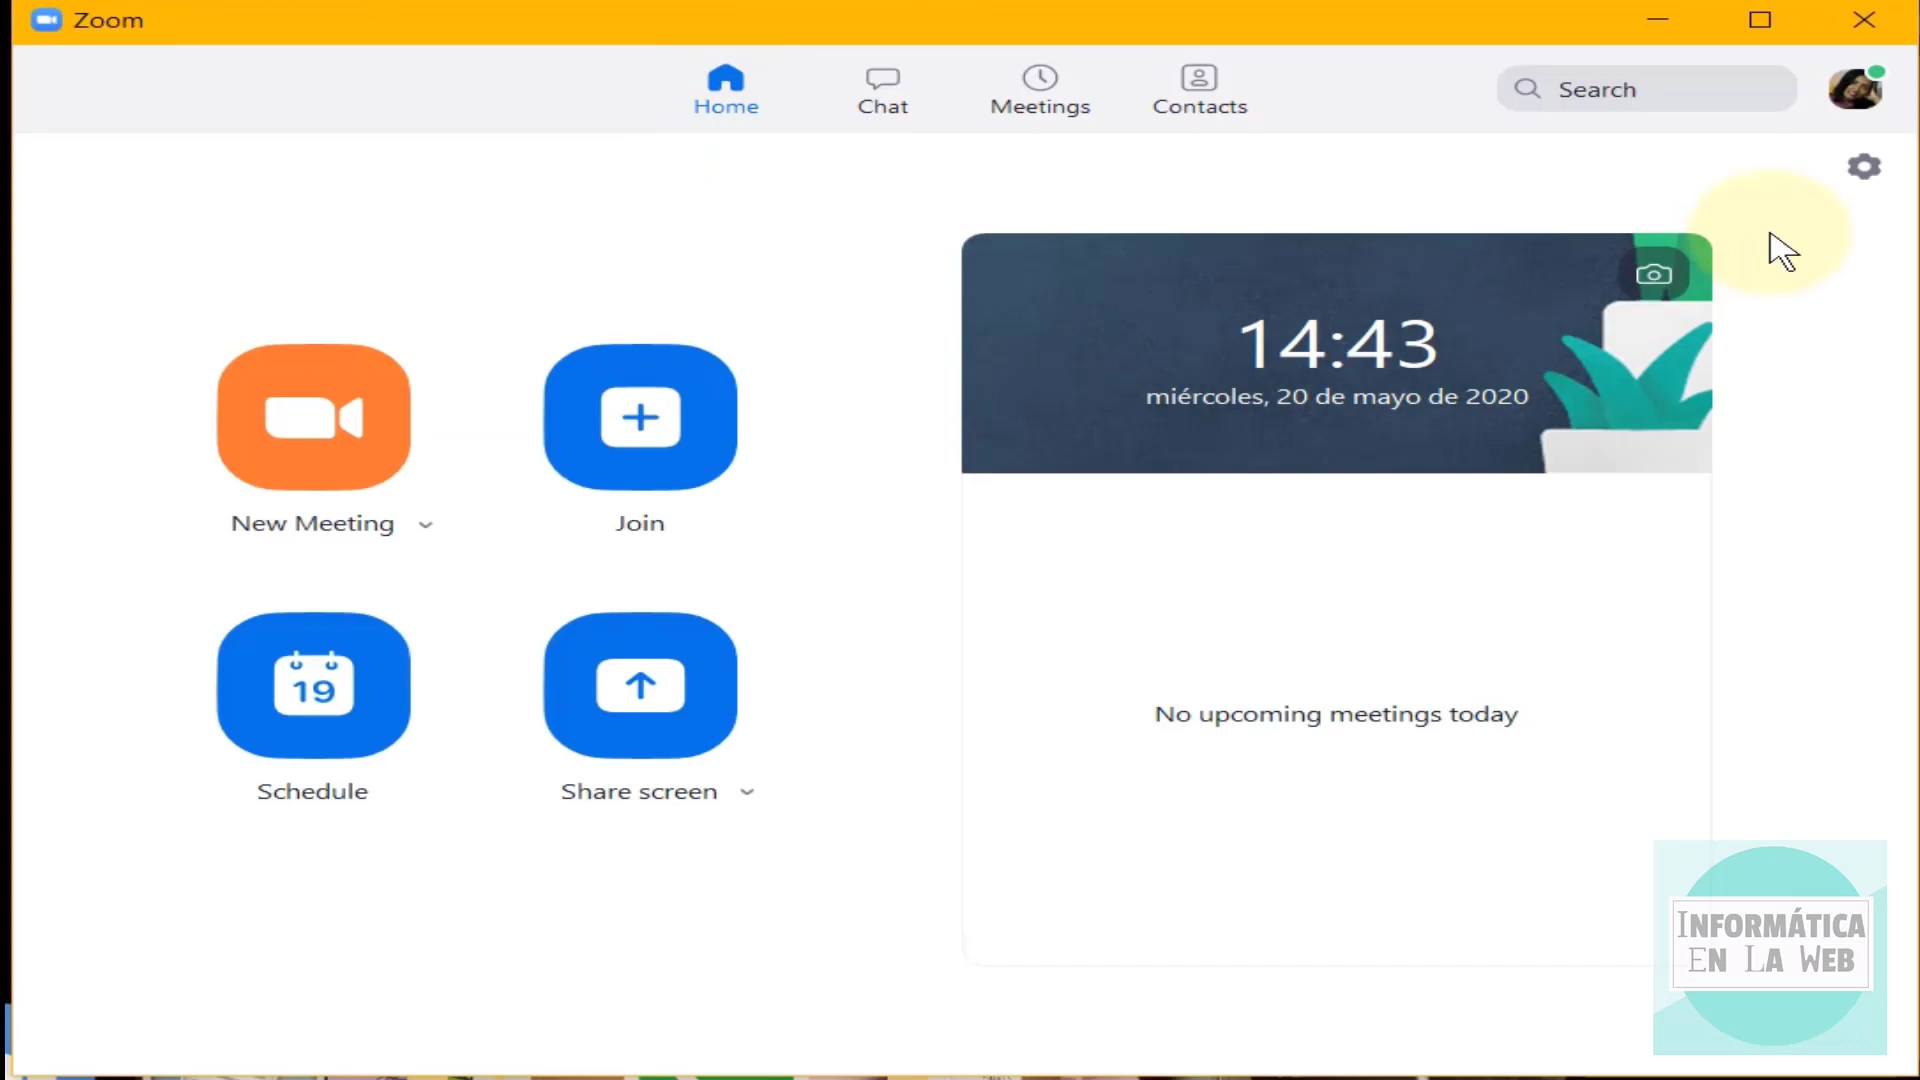 Zoom
Home
Chat
Meetings
Contacts
Search
14:43
miércoles, 20 de mayo de 2020
New Meeting
Join
19
Schedule
Share screen
No upcoming meetings today
INFORMÁTICA
EN LA WEB